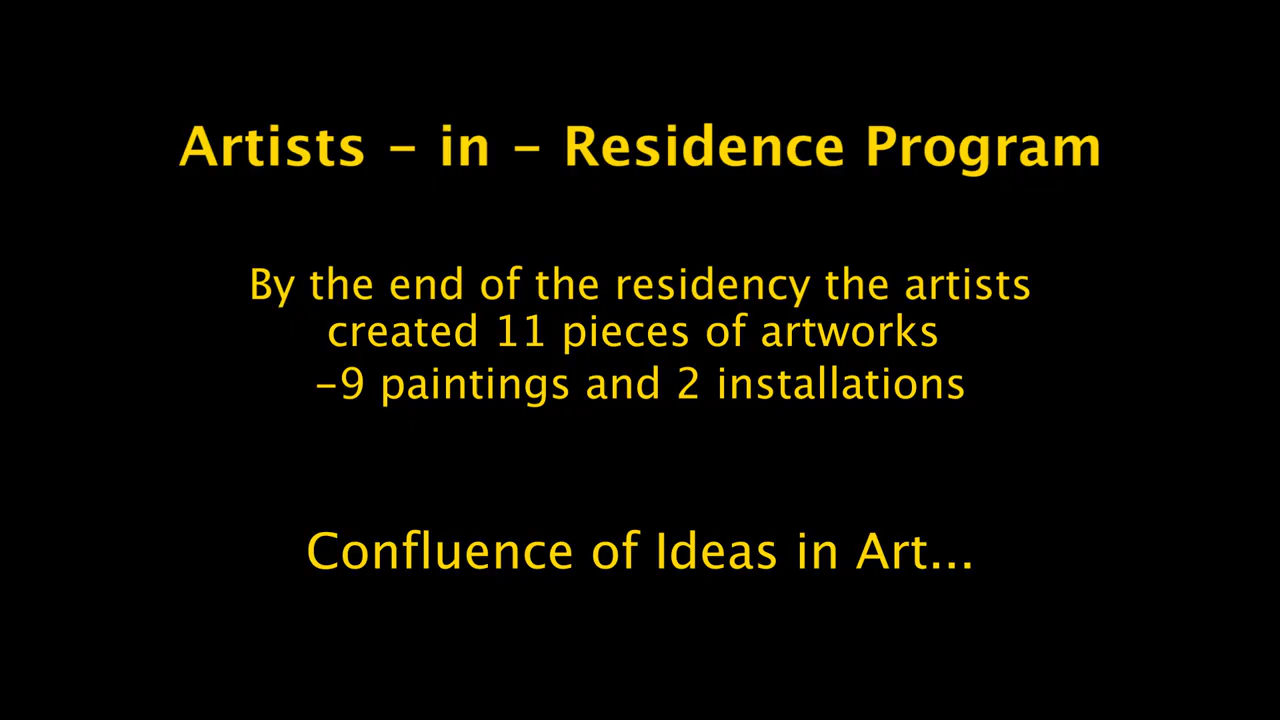 Artists – in – Residence Program
By the end of the residency the artists
created 11 pieces of artworks
–9 paintings and 2 installations
Confluence of Ideas in Art...